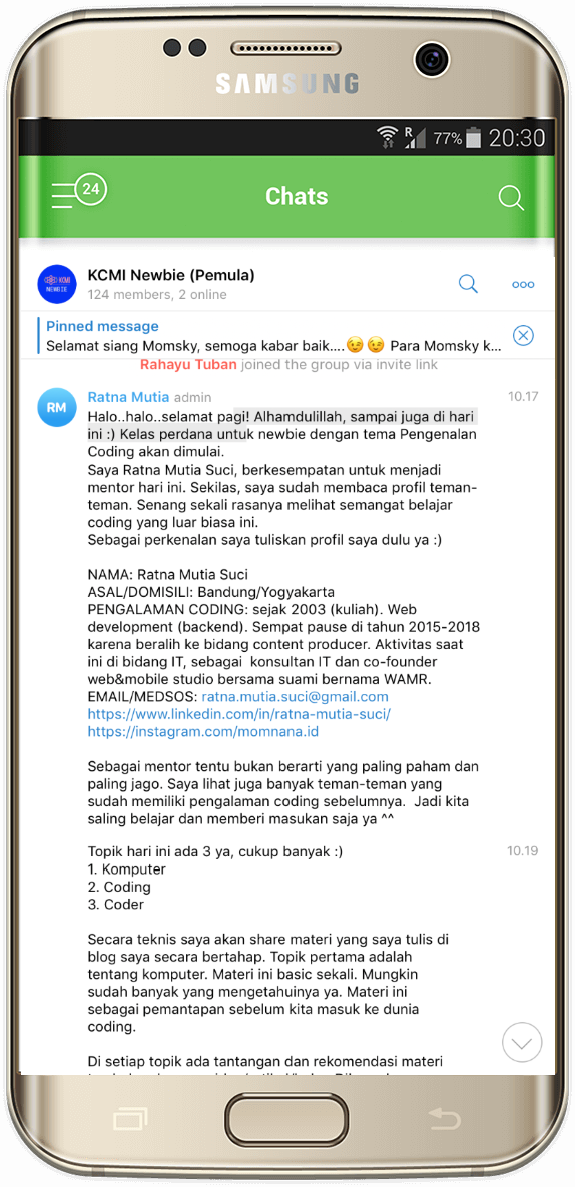 SAMSUNG
R 77% 20:30
24 Chats
KCMI Newbie (Pemula)
124 members, 2 online
Pinned message
Selamat siang Momsky, semoga kabar baik....😉 😉 Para Momsky k...
Rahayu Tuban joined the group via invite link
RM
Ratna Mutia admin 10.17
Halo..halo..selamat pagi! Alhamdulillah, sampai juga di hari
ini :) Kelas perdana untuk newbie dengan tema Pengenalan
Coding akan dimulai.
Saya Ratna Mutia Suci, berkesempatan untuk menjadi
mentor hari ini. Sekilas, saya sudah membaca profil teman-
teman. Senang sekali rasanya melihat semangat belajar
coding yang luar biasa ini.
Sebagai perkenalan saya tuliskan profil saya dulu ya :)
NAMA: Ratna Mutia Suci
ASAL/DOMISILI: Bandung/Yogyakarta
PENGALAMAN CODING: sejak 2003 (kuliah). Web
development (backend). Sempat pause di tahun 2015-2018
karena beralih ke bidang content producer. Aktivitas saat
ini di bidang IT, sebagai konsultan IT dan co-founder
web&mobile studio bersama suami bernama WAMR.
EMAIL/MEDSOS: ratna.mutia.suci@gmail.com
https://www.linkedin.com/in/ratna-mutia-suci/
https://instagram.com/momnana.id
Sebagai mentor tentu bukan berarti yang paling paham dan
paling jago. Saya lihat juga banyak teman-teman yang
sudah memiliki pengalaman coding sebelumnya. Jadi kita
saling belajar dan memberi masukan saja ya ^^
Topik hari ini ada 3 ya, cukup banyak :) 10.19
1. Komputer
2. Coding
3. Coder
Secara teknis saya akan share materi yang saya tulis di
blog saya secara bertahap. Topik pertama adalah
tentang komputer. Materi ini basic sekali. Mungkin
sudah banyak yang mengetahuinya ya. Materi ini
sebagai pemantapan sebelum kita masuk ke dunia
coding.
Di setiap topik ada tantangan dan rekomendasi materi